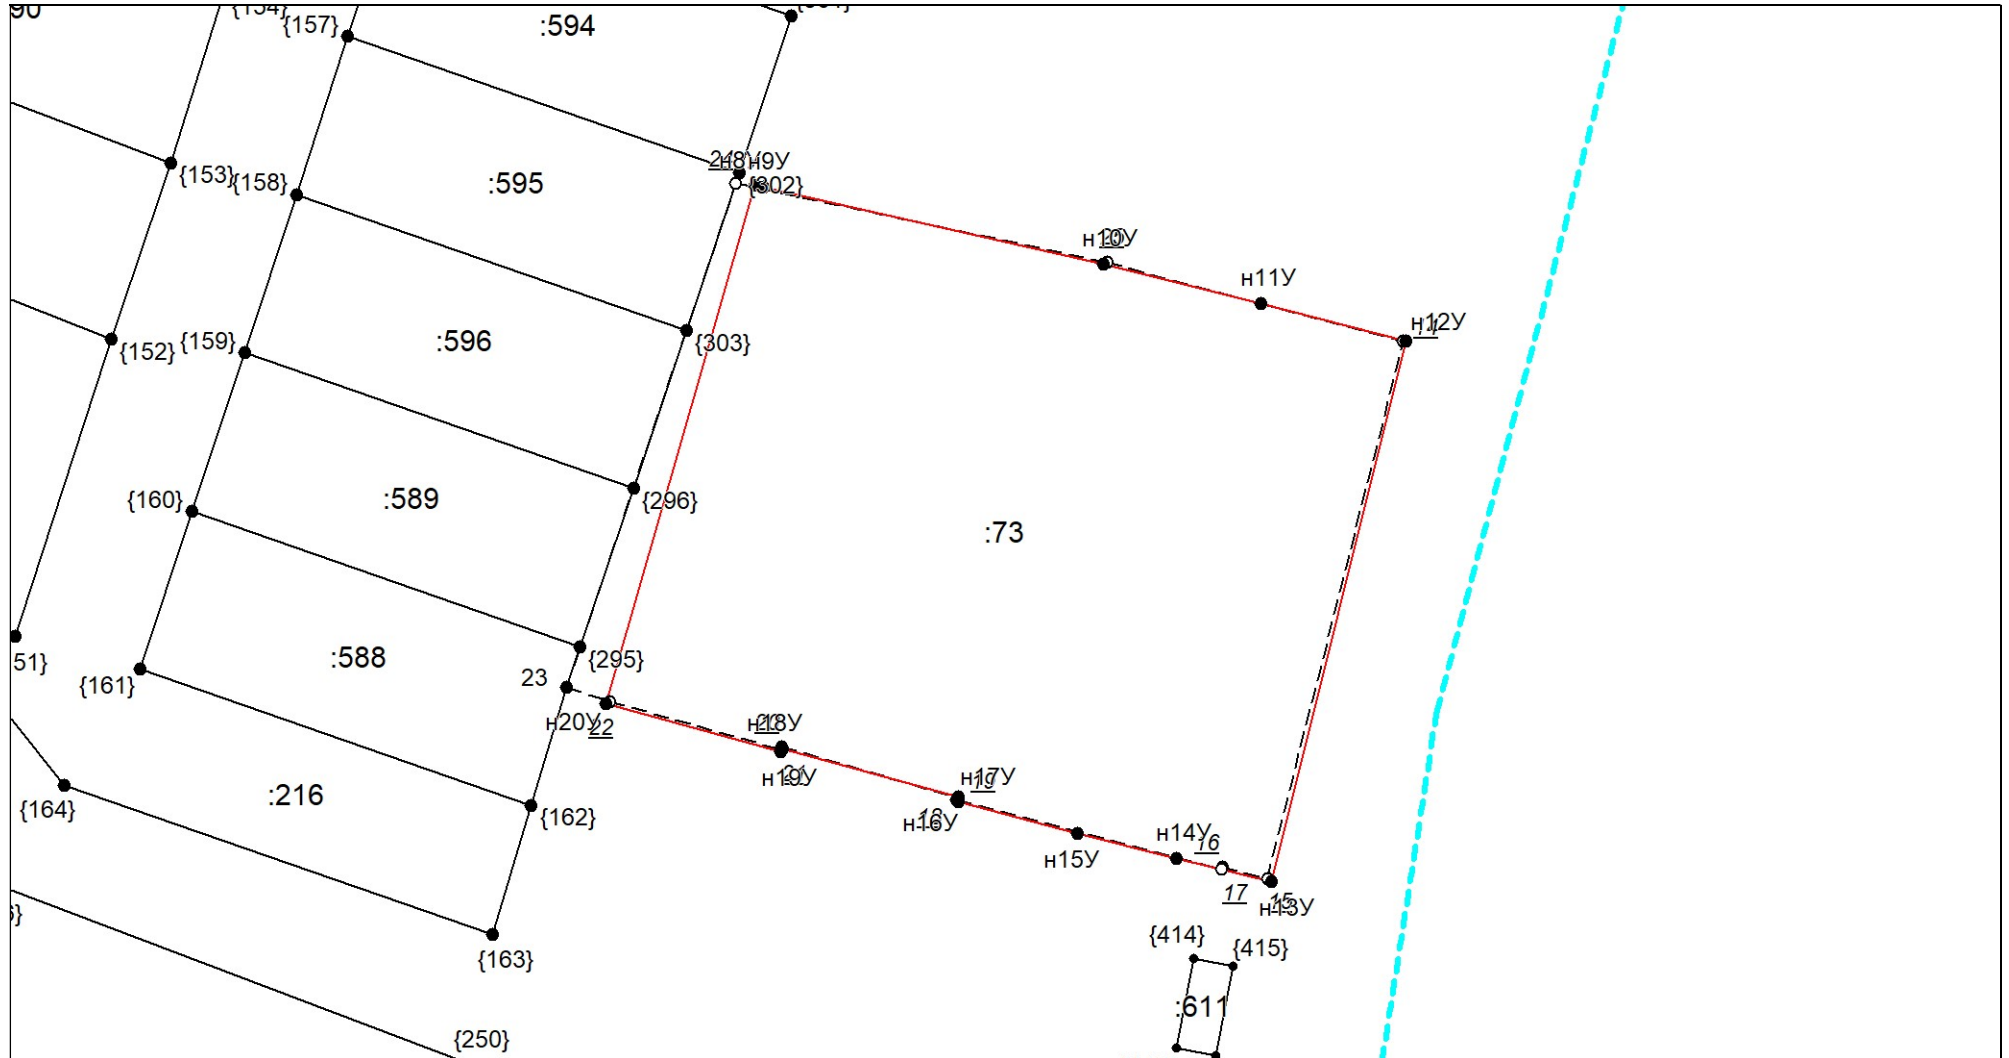 90
{157}
:594
{153}
{158}
:595
н9У
{302}
н10У
н11У
н12У
{152}
{159}
:596
{303}
{160}
:589
{296}
:73
51}
{161}
:588
23
{295}
н20У
22
н18У
н19У
н17У
19
н16У
{164}
:216
{162}
н15У
н14У
16
17
н13У
{163}
{414}
{415}
:611
{250}